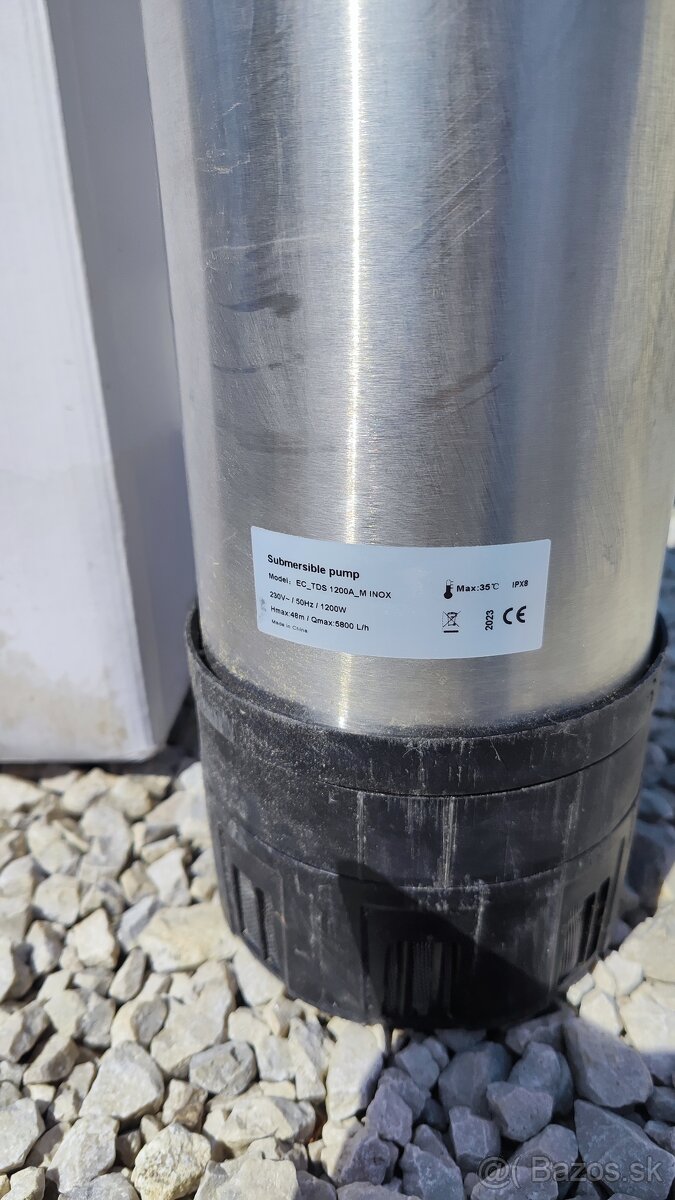 Submersible pump
Model: EC_TDS 1200A_M INOX
230V~ / 50Hz / 1200W
Hmax:48m / Qmax:5800 L/h
Made in China
Max:35℃ IPX8
2023 CE
@ Bazos.sk